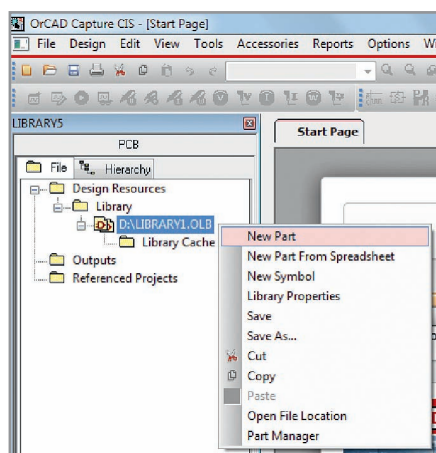 OrCAD Capture CIS - [Start Page]
File Design Edit View Tools Accessories Reports Options
LIBRARY5
Start Page
PCB
File Hierarchy
Design Resources
Library
D:\LIBRARY1.OLB
Library Cache
Outputs
Referenced Projects
New Part
New Part From Spreadsheet
New Symbol
Library Properties
Save
Save As...
Cut
Copy
Paste
Open File Location
Part Manager